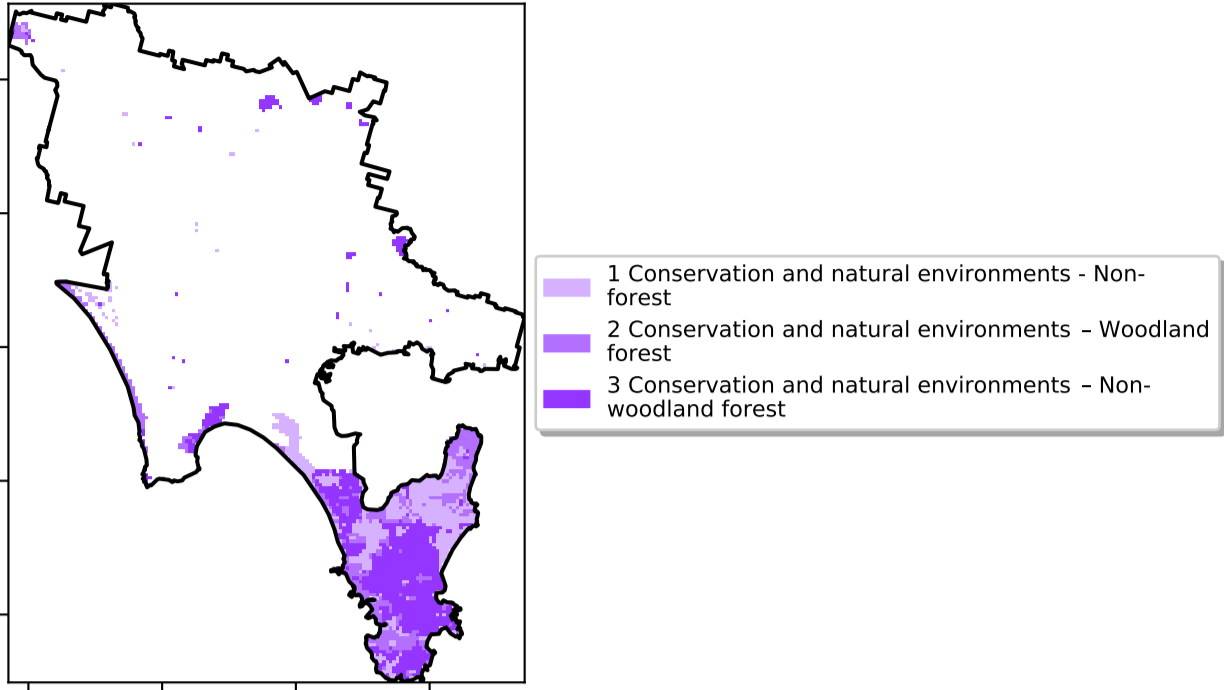 1 Conservation and natural environments - Non-
forest
2 Conservation and natural environments – Woodland
forest
3 Conservation and natural environments – Non-
woodland forest